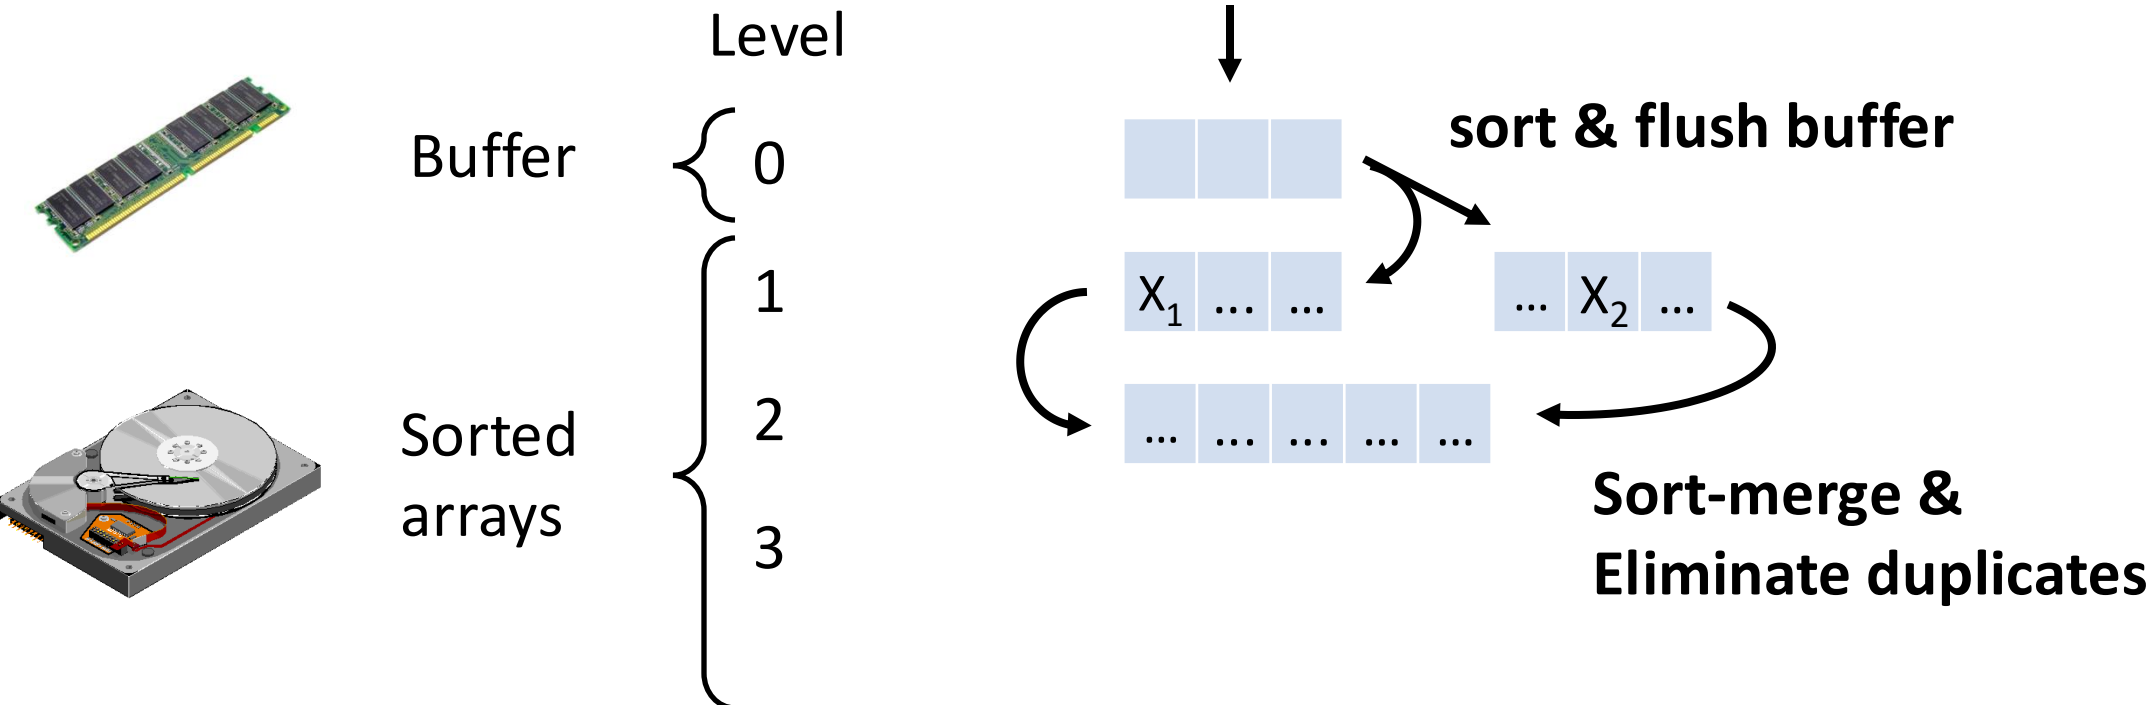 Level
Buffer
0
sort & flush buffer
1
X₁ ... ...
... X₂ ...
Sorted
arrays
2
... ... ... ... ...
Sort-merge &
Eliminate duplicates
3